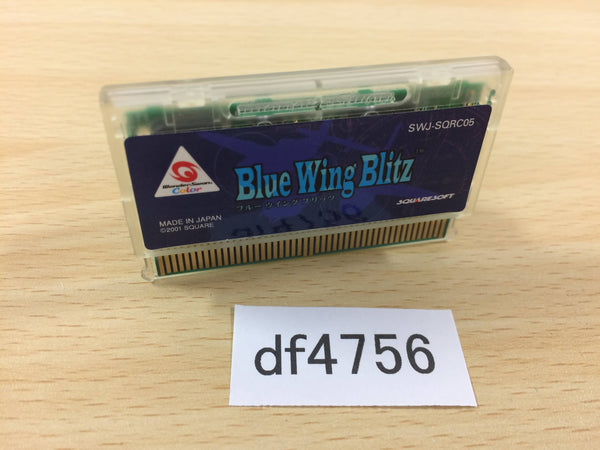 SWJ-SQRC05
WonderSwan
Color
Blue Wing Blitz™
ブルー ウイング ブリッツ
MADE IN JAPAN
©2001 SQUARE
SQUARESOFT
df4756